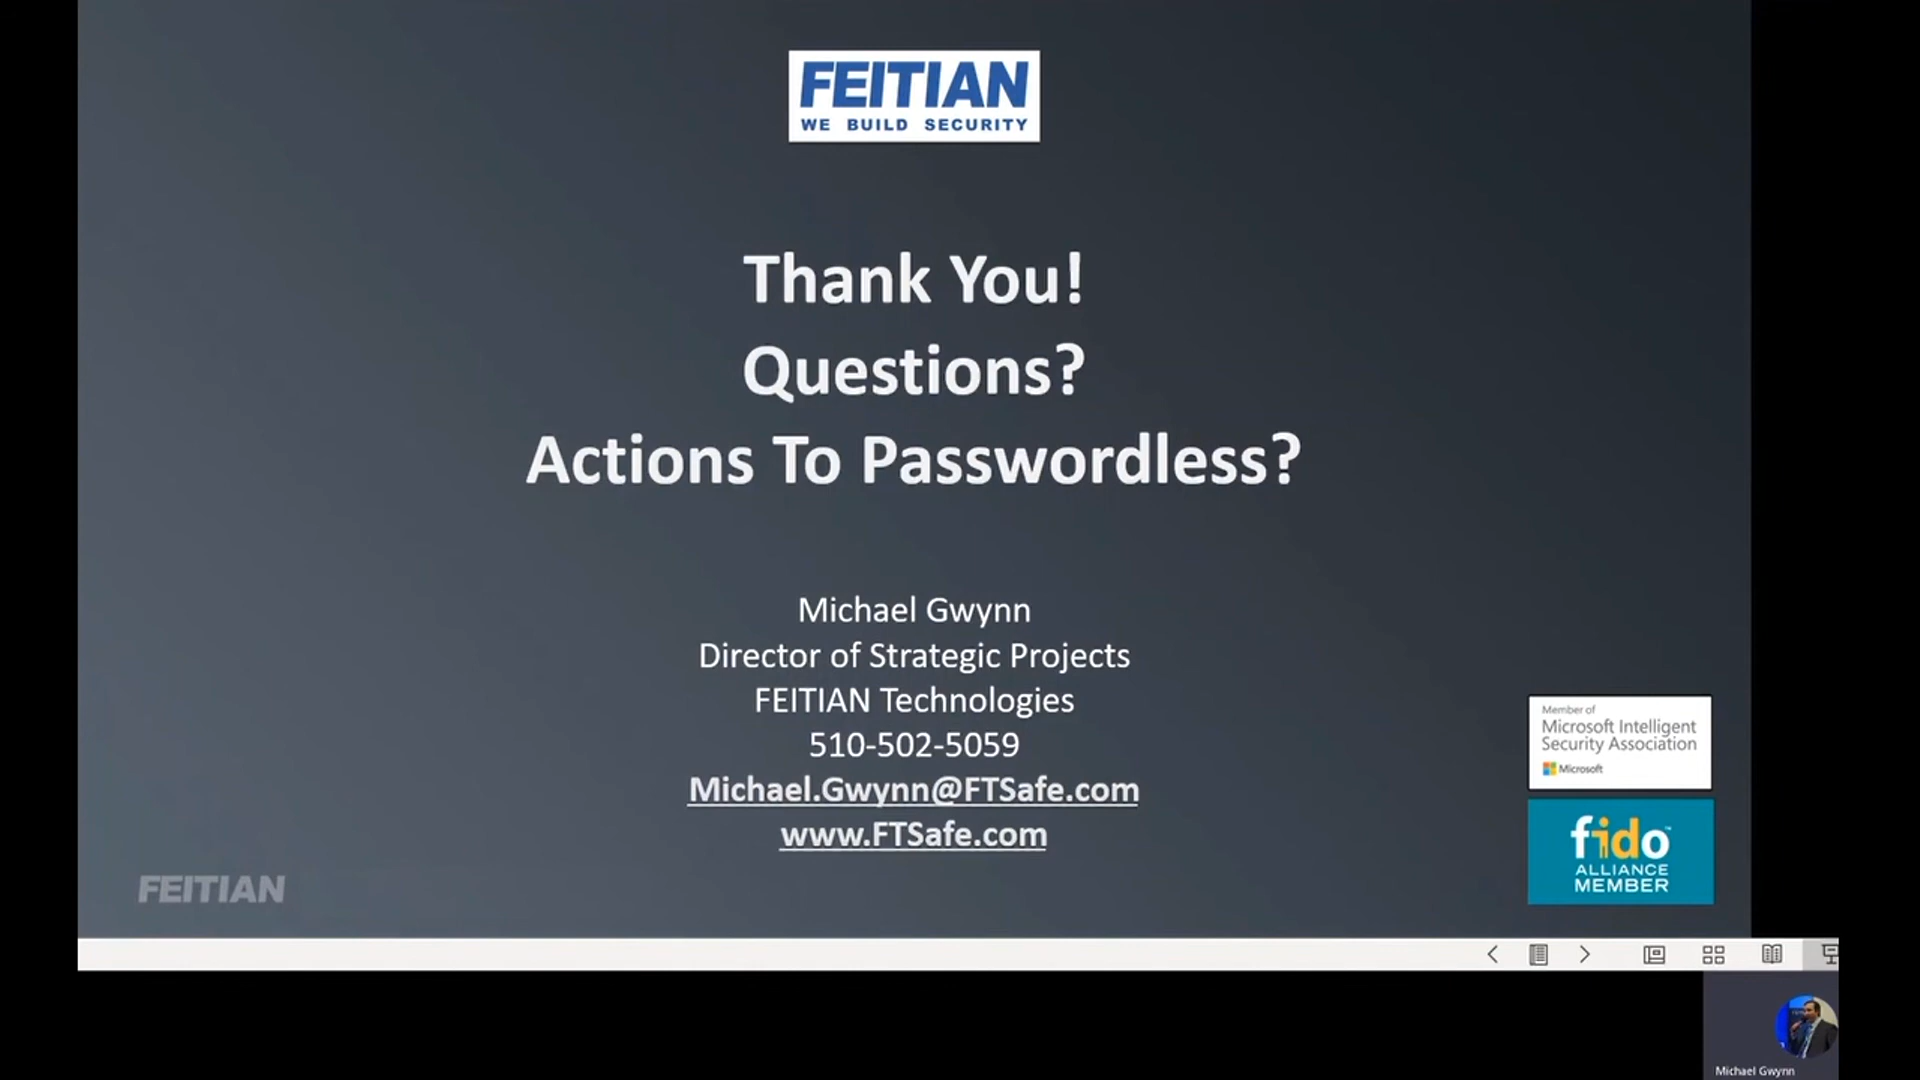 FEITIAN
WE BUILD SECURITY
Thank You!
Questions?
Actions To Passwordless?
Michael Gwynn
Director of Strategic Projects
FEITIAN Technologies
510-502-5059
Michael.Gwynn@FTSafe.com
www.FTSafe.com
Member of
Microsoft Intelligent
Security Association
Microsoft
fido™
ALLIANCE
MEMBER
FEITIAN
Michael Gwynn